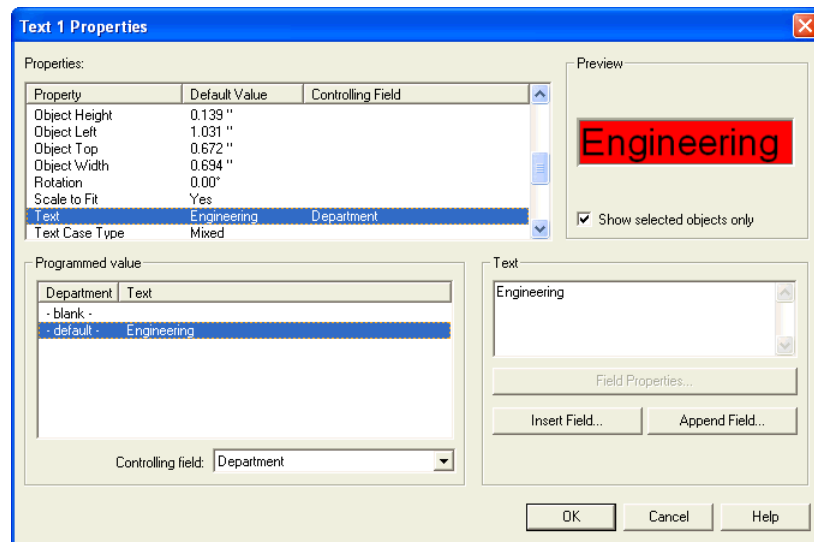 Text 1 Properties
Properties:
Property Default Value Controlling Field
Object Height 0.139 "
Object Left 1.031 "
Object Top 0.672 "
Object Width 0.694 "
Rotation 0.00°
Scale to Fit Yes
Text Engineering Department
Text Case Type Mixed
Preview
Engineering
Show selected objects only
Programmed value
Department Text
- blank -
- default - Engineering
Controlling field: Department
Text
Engineering
Field Properties...
Insert Field... Append Field...
OK Cancel Help